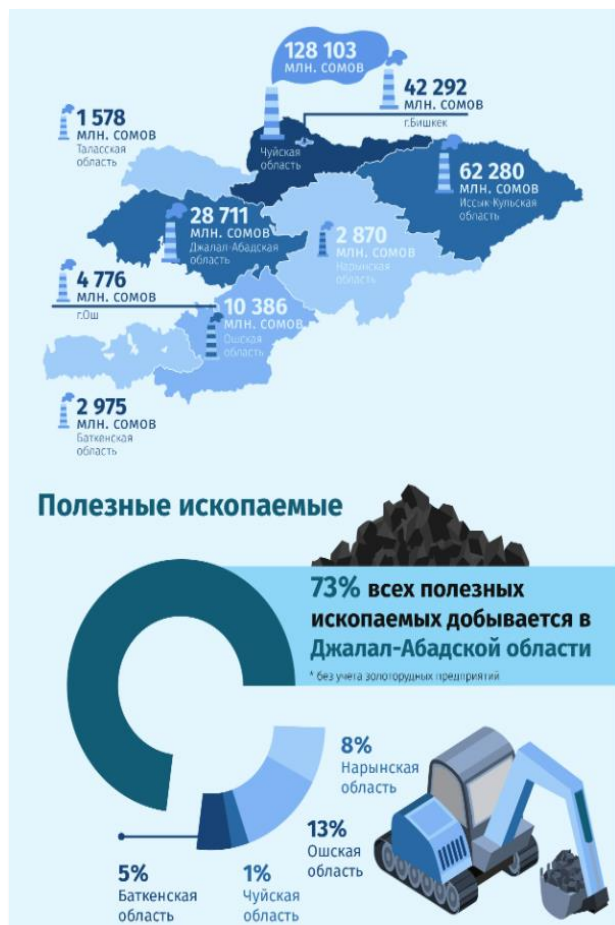 128 103
МЛН. СОМОВ
42 292
МЛН. СОМОВ
г.Бишкек
1 578
МЛН. СОМОВ
Таласская
область
Чуйская
область
62 280
МЛН. СОМОВ
Иссык-Кульская
область
28 711
МЛН. СОМОВ
Джалал-Абадская
область
2 870
МЛН. СОМОВ
Нарынская
область
4 776
МЛН. СОМОВ
г.Ош
10 386
МЛН. СОМОВ
Ошская
область
2 975
МЛН. СОМОВ
Баткенская
область
Полезные ископаемые
73% всех полезных
ископаемых добывается в
Джалал-Абадской области
* без учета золоторудных предприятий
8%
Нарынская
область
13%
Ошская
область
5%
Баткенская
область
1%
Чуйская
область